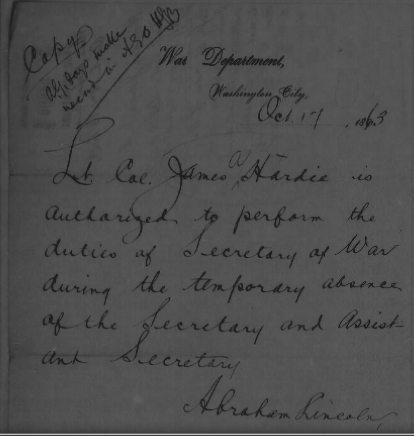 Copy
War Department,
Washington City,
Oct. 17, 1863
Lt Col. James A. Hardie is
authorized to perform the
duties of Secretary of War
during the temporary absence
of the Secretary and Assist-
ant Secretary
Abraham Lincoln,